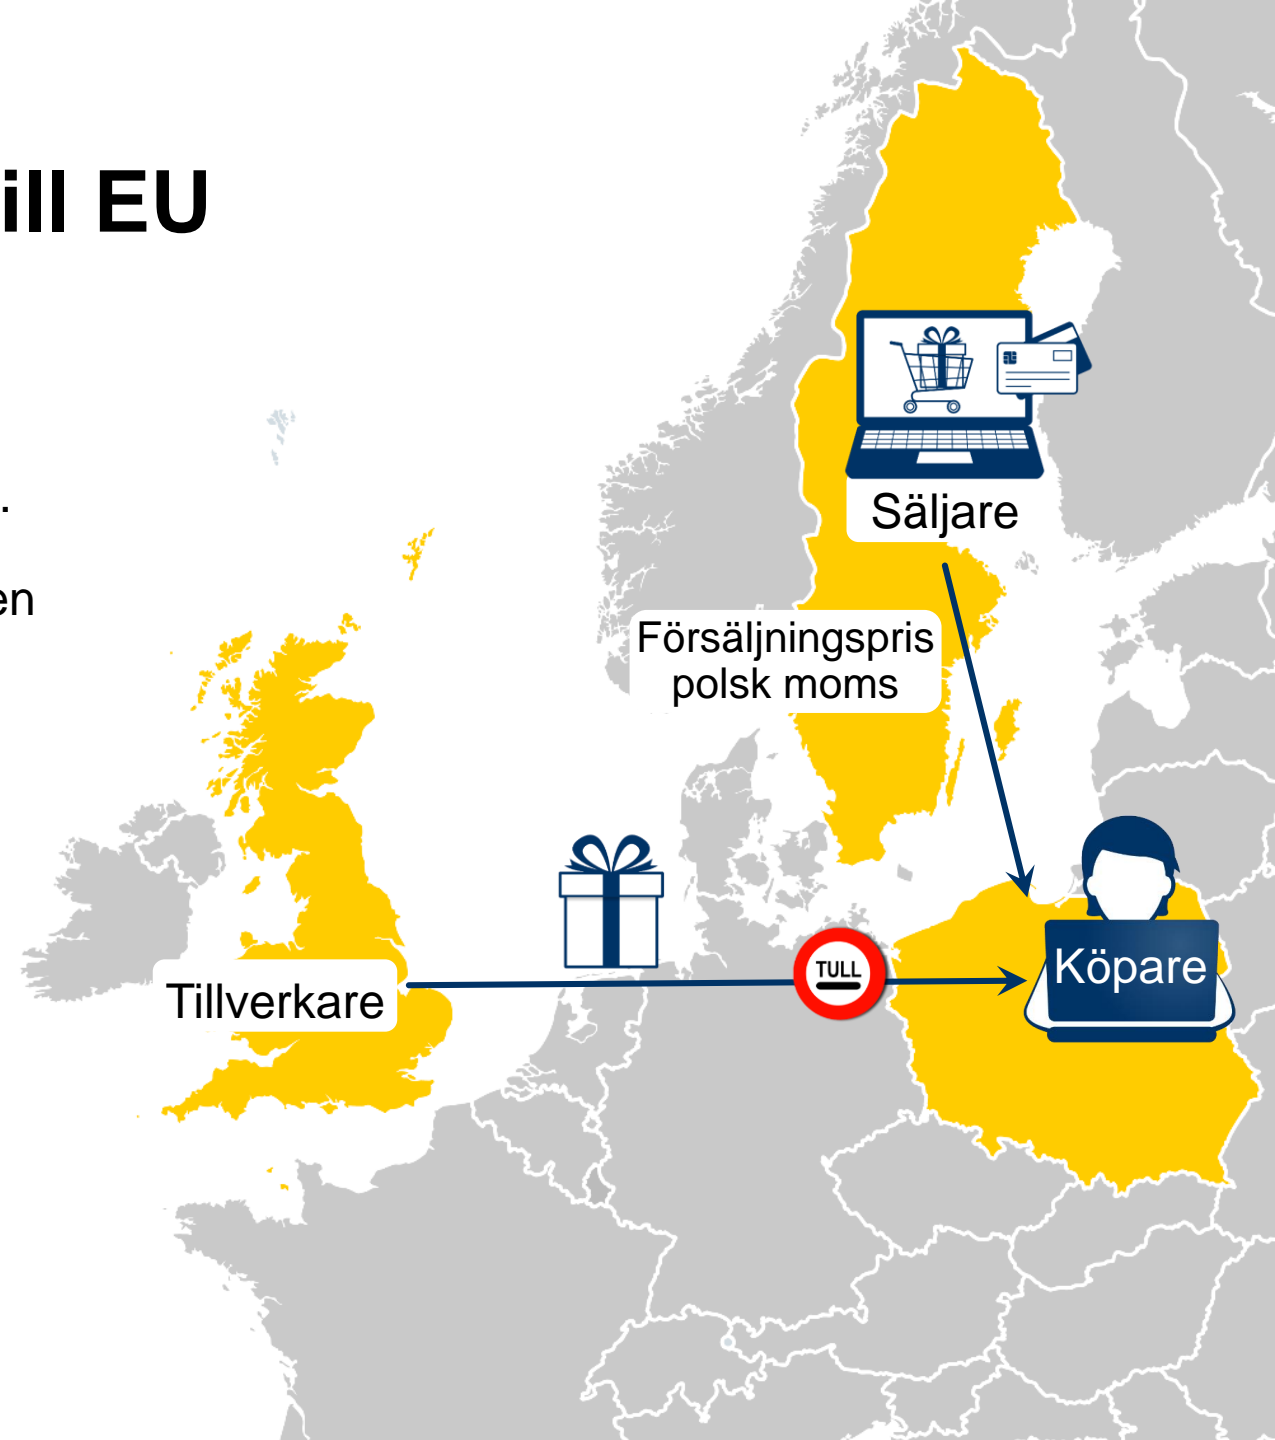 ill EU
.
en
Säljare
Försäljningspris
polsk moms
TULL
Köpare
Tillverkare